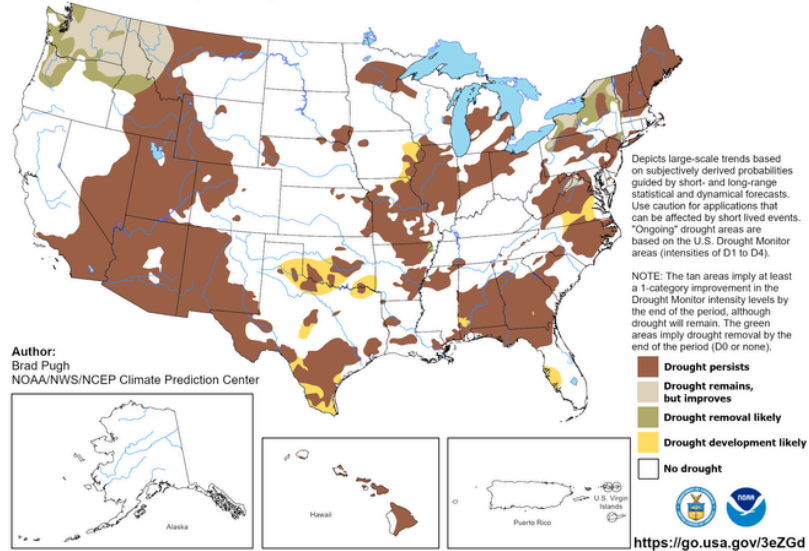 Depicts large-scale trends based
on subjectively derived probabilities
guided by short- and long-range
statistical and dynamical forecasts.
Use caution for applications that
can be affected by short lived events.
"Ongoing" drought areas are
based on the U.S. Drought Monitor
areas (intensities of D1 to D4).
NOTE: The tan areas imply at least
a 1-category improvement in the
Drought Monitor intensity levels by
the end of the period, although
drought will remain. The green
areas imply drought removal by the
end of the period (D0 or none).
Author:
Brad Pugh
NOAA/NWS/NCEP Climate Prediction Center
Drought persists
Drought remains,
but improves
Drought removal likely
Drought development likely
No drought
Alaska
Hawaii
Puerto Rico
U.S. Virgin
Islands
NOAA
https://go.usa.gov/3eZGd